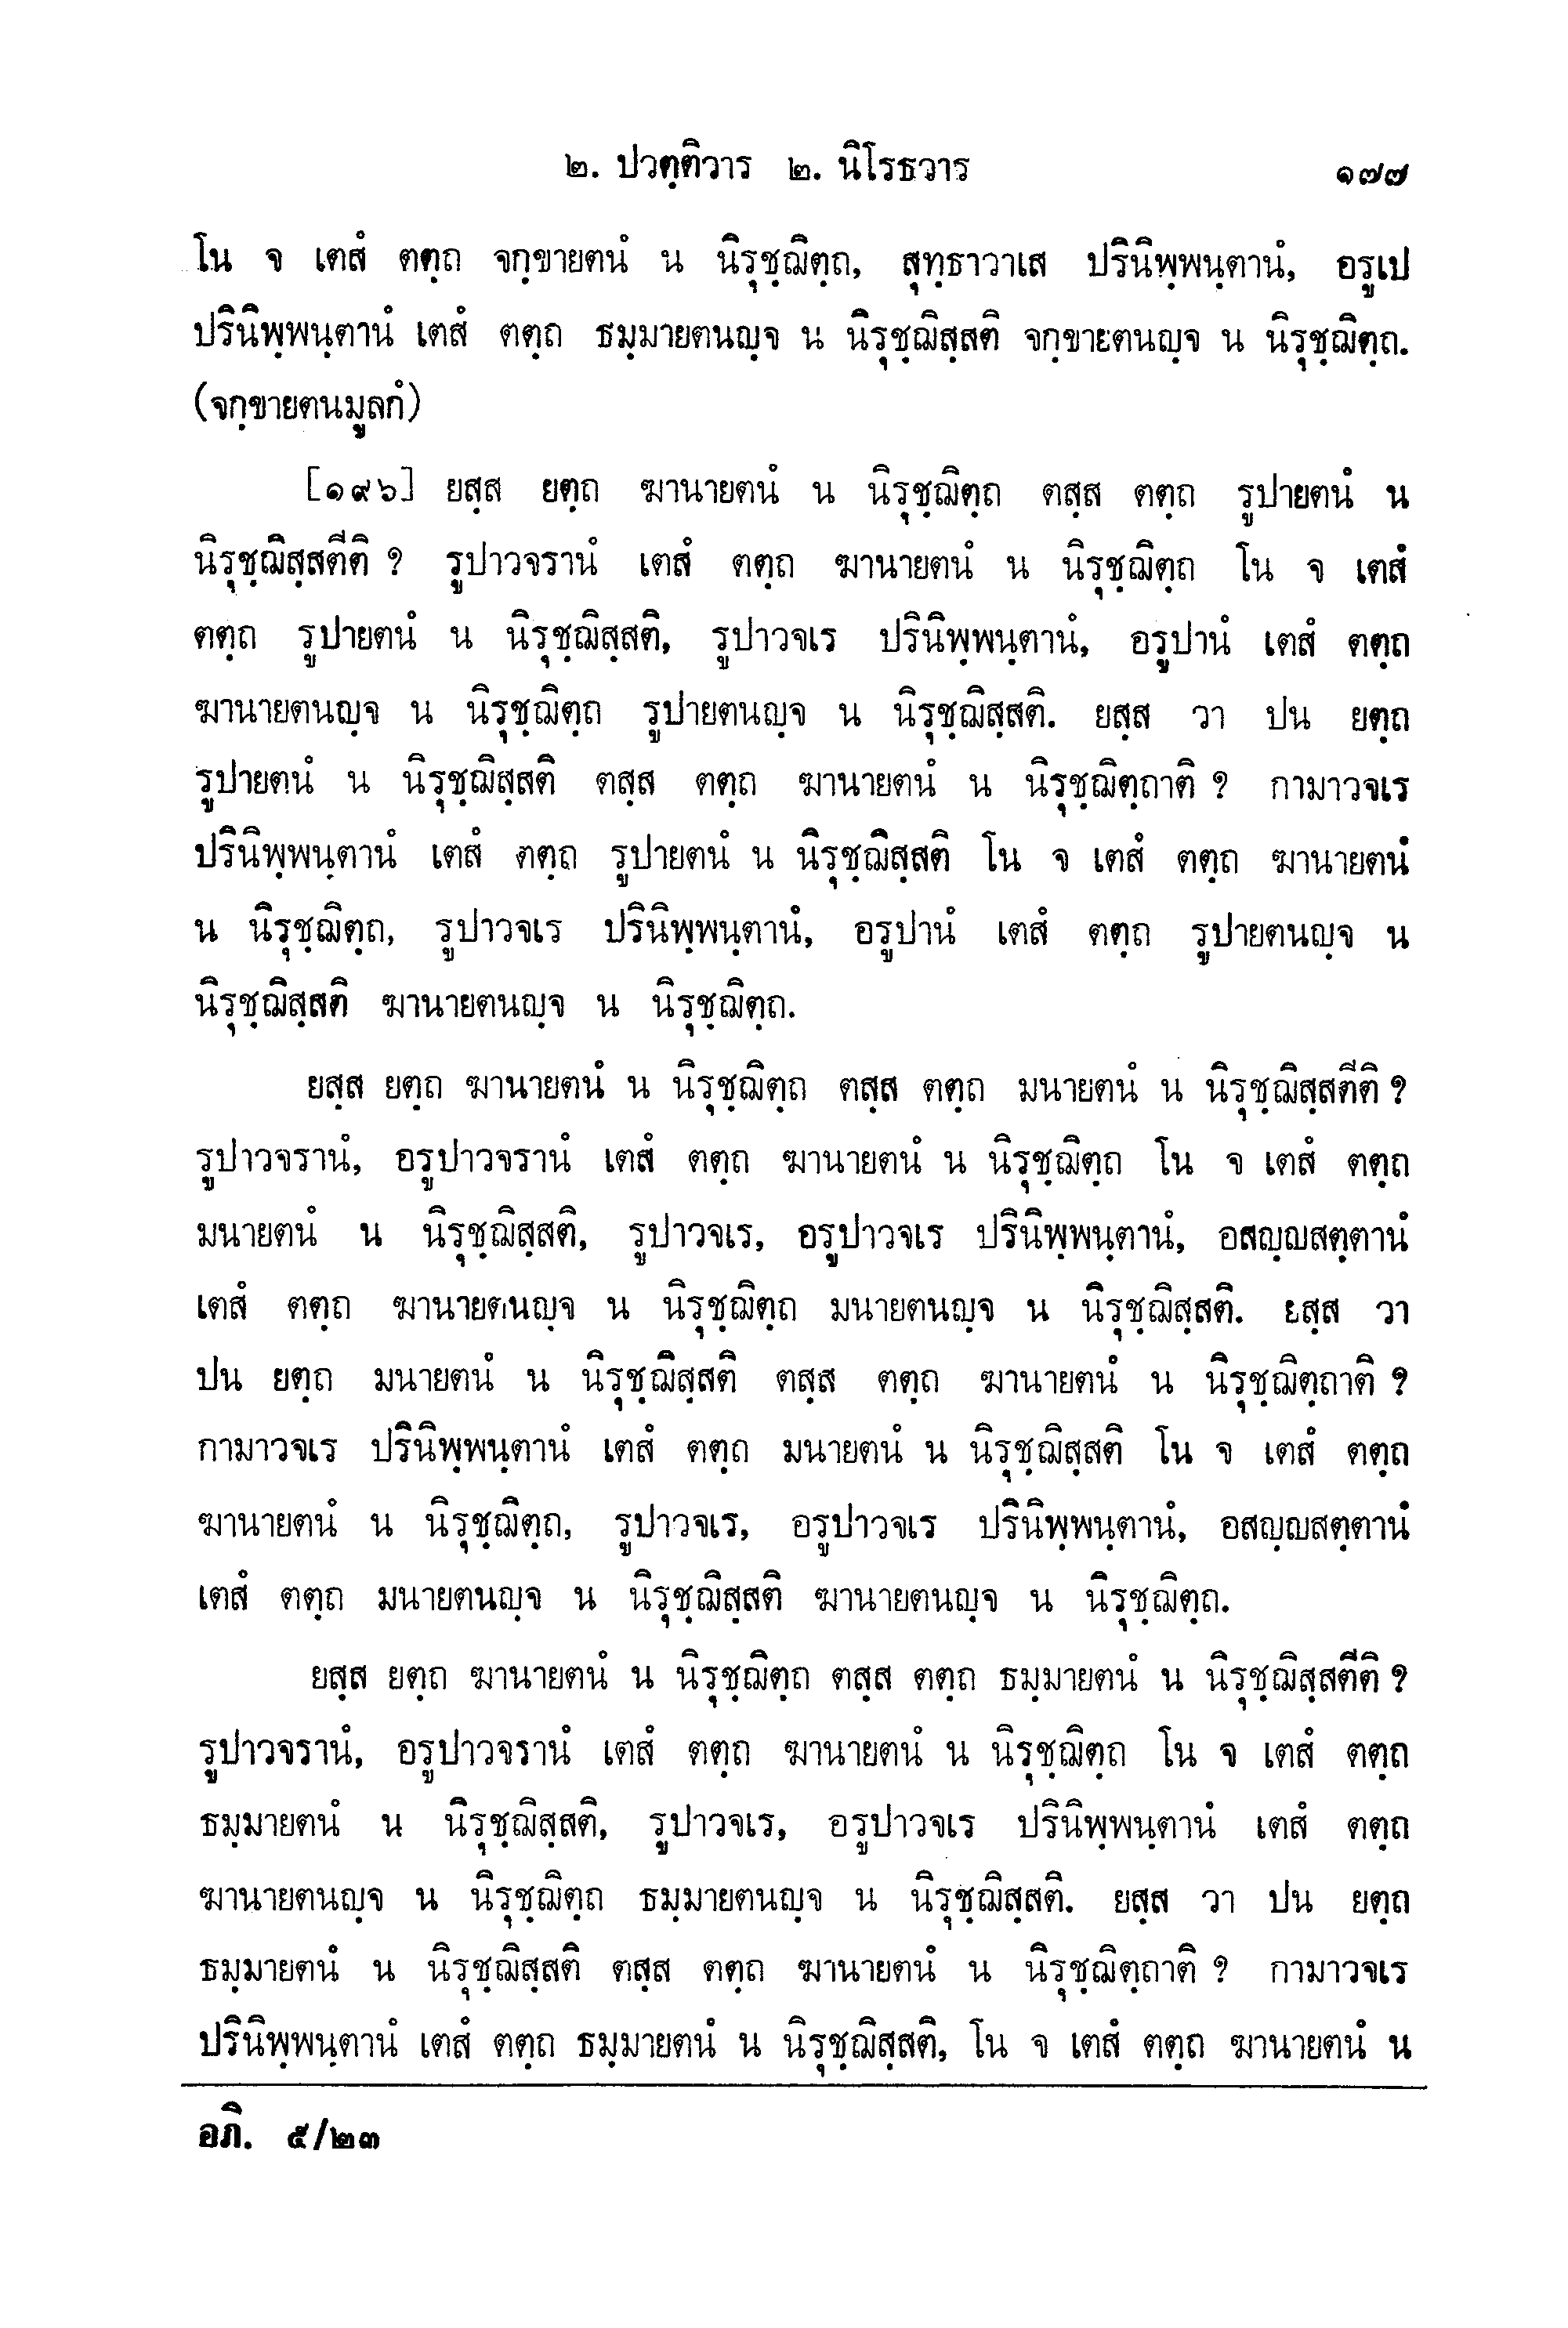 ๒. ปวตฺติวาร ๒. นิโรธวาร ๑๗๗
โน จ เตสํ ตตฺถ จกฺขายตนํ น นิรุชฺฌิตฺถ, สุทฺธาวาเส ปรินิพฺพนฺตานํ, อรูเป
ปรินิพฺพนฺตานํ เตสํ ตตฺถ ธมฺมายตนญฺจ น นิรุชฺฌิสฺสติ จกฺขายตนญฺจ น นิรุชฺฌิตฺถ.
(จกฺขายตนมูลกํ)
[๑๙๖] ยสฺส ยตฺถ ฆานายตนํ น นิรุชฺฌิตฺถ ตสฺส ตตฺถ รูปายตนํ น
นิรุชฺฌิสฺสตีติ ? รูปาวจรานํ เตสํ ตตฺถ ฆานายตนํ น นิรุชฺฌิตฺถ โน จ เตสํ
ตตฺถ รูปายตนํ น นิรุชฺฌิสฺสติ, รูปาวจเร ปรินิพฺพนฺตานํ, อรูปานํ เตสํ ตตฺถ
ฆานายตนญฺจ น นิรุชฺฌิตฺถ รูปายตนญฺจ น นิรุชฺฌิสฺสติ. ยสฺส วา ปน ยตฺถ
รูปายตนํ น นิรุชฺฌิสฺสติ ตสฺส ตตฺถ ฆานายตนํ น นิรุชฺฌิตฺถาติ ? กามาวจเร
ปรินิพฺพนฺตานํ เตสํ ตตฺถ รูปายตนํ น นิรุชฺฌิสฺสติ โน จ เตสํ ตตฺถ ฆานายตนํ
น นิรุชฺฌิตฺถ, รูปาวจเร ปรินิพฺพนฺตานํ, อรูปานํ เตสํ ตตฺถ รูปายตนญฺจ น
นิรุชฺฌิสฺสติ ฆานายตนญฺจ น นิรุชฺฌิตฺถ.
ยสฺส ยตฺถ ฆานายตนํ น นิรุชฺฌิตฺถ ตสฺส ตตฺถ มนายตนํ น นิรุชฺฌิสฺสตีติ ?
รูปาวจรานํ, อรูปาวจรานํ เตสํ ตตฺถ ฆานายตนํ น นิรุชฺฌิตฺถ โน จ เตสํ ตตฺถ
มนายตนํ น นิรุชฺฌิสฺสติ, รูปาวจเร, อรูปาวจเร ปรินิพฺพนฺตานํ, อสญฺญสตฺตานํ
เตสํ ตตฺถ ฆานายตนญฺจ น นิรุชฺฌิตฺถ มนายตนญฺจ น นิรุชฺฌิสฺสติ. ยสฺส วา
ปน ยตฺถ มนายตนํ น นิรุชฺฌิสฺสติ ตสฺส ตตฺถ ฆานายตนํ น นิรุชฺฌิตฺถาติ ?
กามาวจเร ปรินิพฺพนฺตานํ เตสํ ตตฺถ มนายตนํ น นิรุชฺฌิสฺสติ โน จ เตสํ ตตฺถ
ฆานายตนํ น นิรุชฺฌิตฺถ, รูปาวจเร, อรูปาวจเร ปรินิพฺพนฺตานํ, อสญฺญสตฺตานํ
เตสํ ตตฺถ มนายตนญฺจ น นิรุชฺฌิสฺสติ ฆานายตนญฺจ น นิรุชฺฌิตฺถ.
ยสฺส ยตฺถ ฆานายตนํ น นิรุชฺฌิตฺถ ตสฺส ตตฺถ ธมฺมายตนํ น นิรุชฺฌิสฺสตีติ ?
รูปาวจรานํ, อรูปาวจรานํ เตสํ ตตฺถ ฆานายตนํ น นิรุชฺฌิตฺถ โน จ เตสํ ตตฺถ
ธมฺมายตนํ น นิรุชฺฌิสฺสติ, รูปาวจเร, อรูปาวจเร ปรินิพฺพนฺตานํ เตสํ ตตฺถ
ฆานายตนญฺจ น นิรุชฺฌิตฺถ ธมฺมายตนญฺจ น นิรุชฺฌิสฺสติ. ยสฺส วา ปน ยตฺถ
ธมฺมายตนํ น นิรุชฺฌิสฺสติ ตสฺส ตตฺถ ฆานายตนํ น นิรุชฺฌิตฺถาติ ? กามาวจเร
ปรินิพฺพนฺตานํ เตสํ ตตฺถ ธมฺมายตนํ น นิรุชฺฌิสฺสติ, โน จ เตสํ ตตฺถ ฆานายตนํ น
อภิ. ๕/๒๓